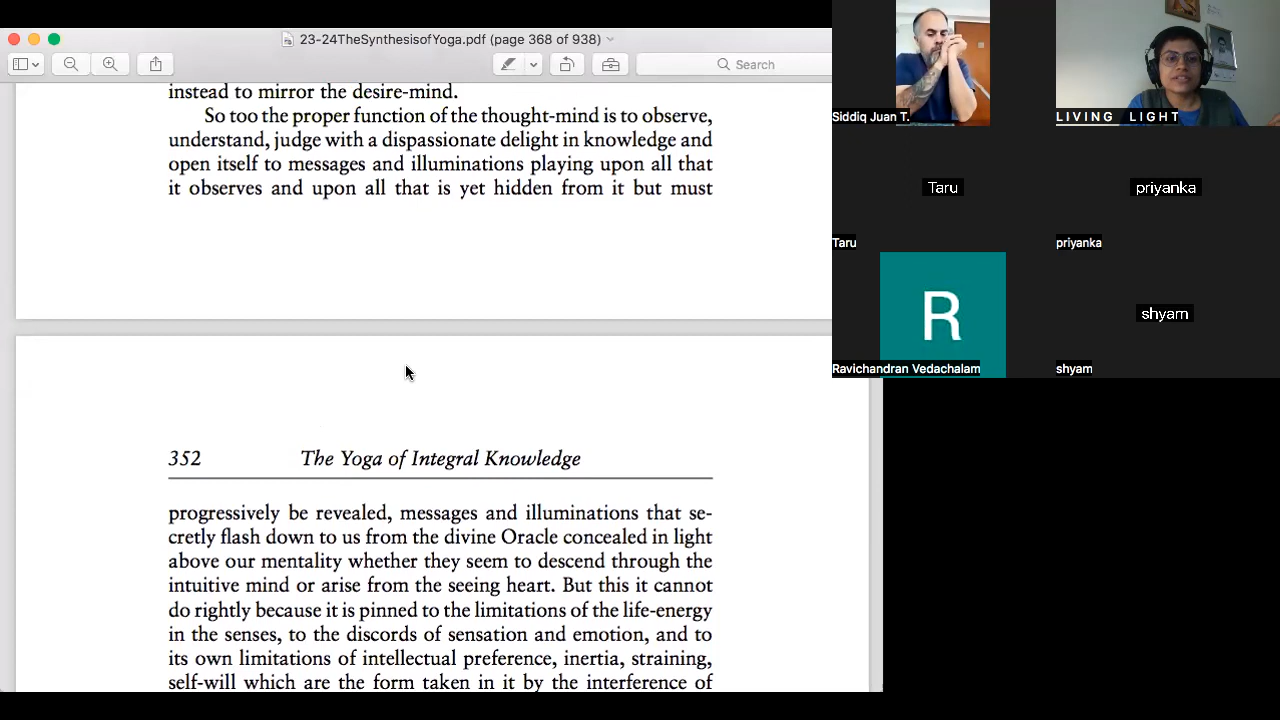 23-24TheSynthesisofYoga.pdf (page 368 of 938)
Search
instead to mirror the desire-mind.
So too the proper function of the thought-mind is to observe,
understand, judge with a dispassionate delight in knowledge and
open itself to messages and illuminations playing upon all that
it observes and upon all that is yet hidden from it but must
352 The Yoga of Integral Knowledge
progressively be revealed, messages and illuminations that se-
cretly flash down to us from the divine Oracle concealed in light
above our mentality whether they seem to descend through the
intuitive mind or arise from the seeing heart. But this it cannot
do rightly because it is pinned to the limitations of the life-energy
in the senses, to the discords of sensation and emotion, and to
its own limitations of intellectual preference, inertia, straining,
self-will which are the form taken in it by the interference of
Siddiq Juan T.
LIVING LIGHT
Taru
Taru
priyanka
priyanka
R
Ravichandran Vedachalam
shyam
shyam